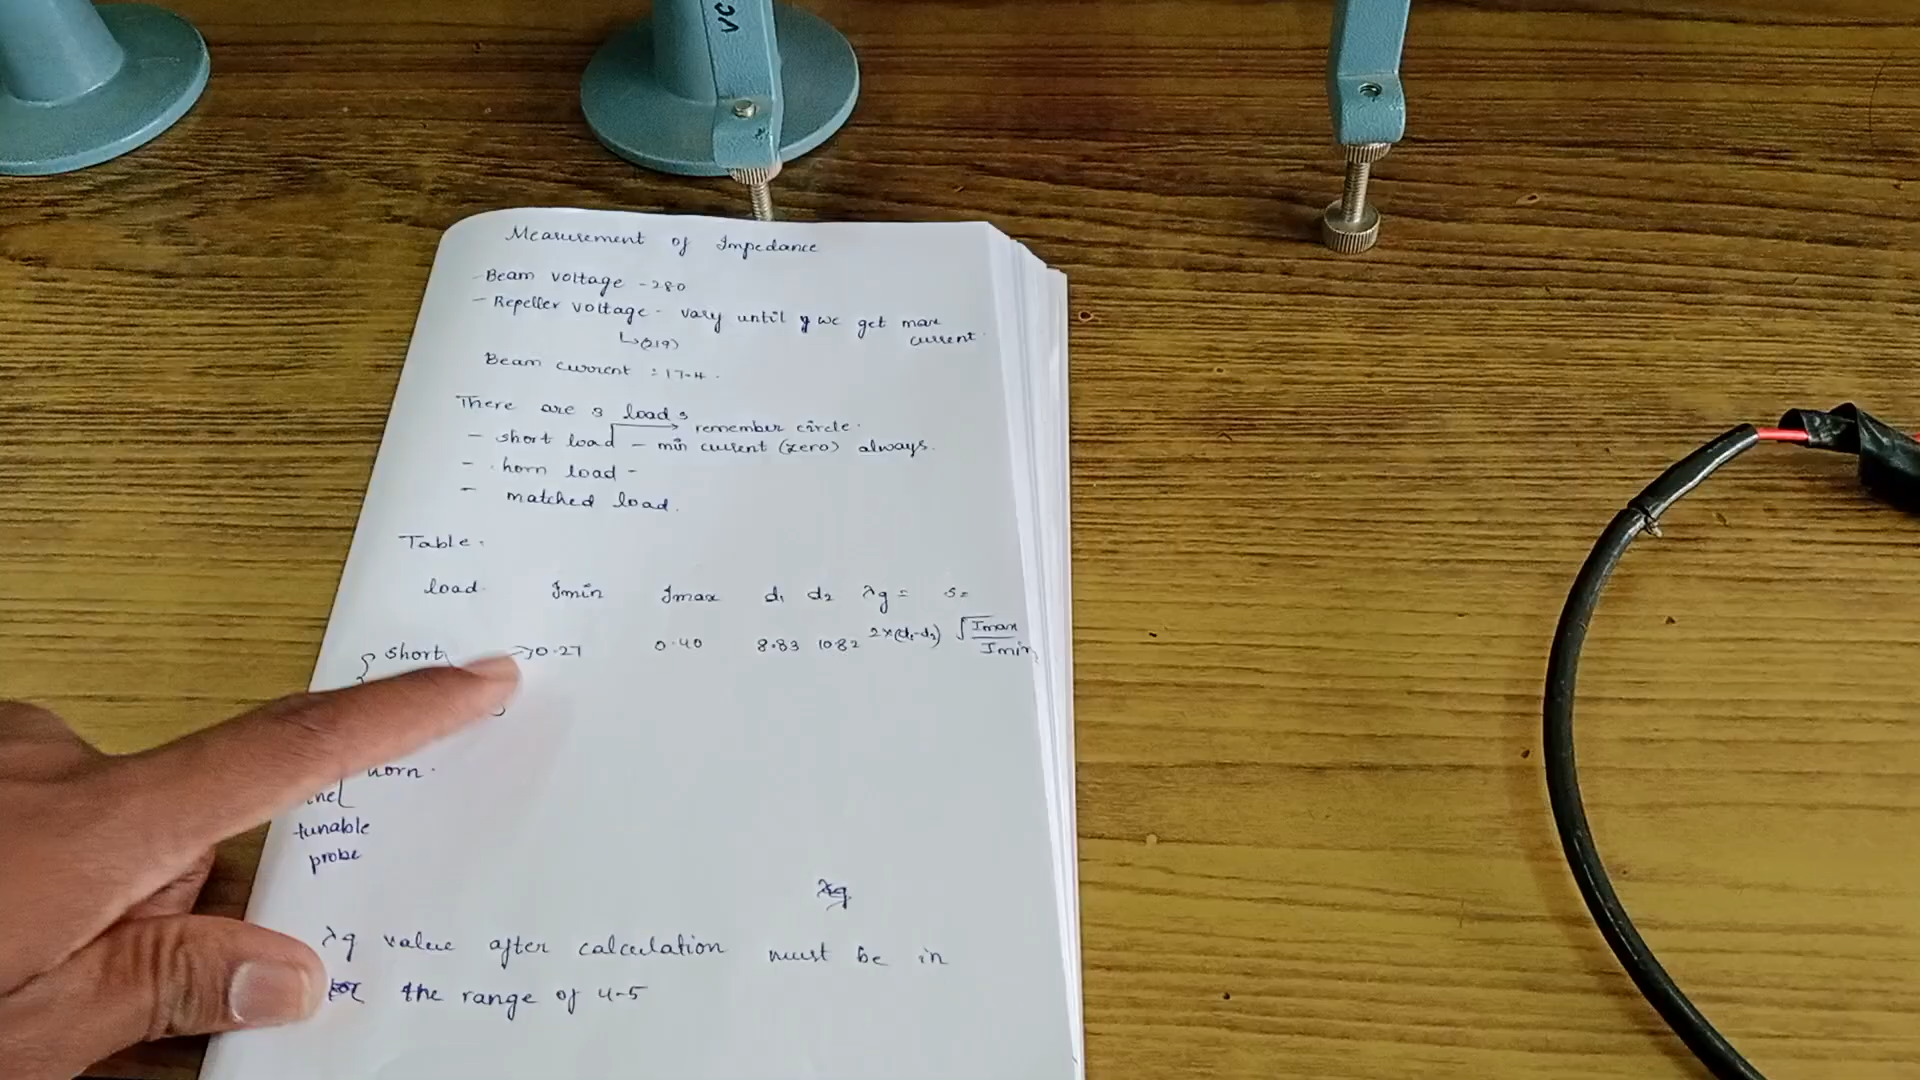 VC
Measurement of Impedance
- Beam voltage - 280
- Repeller voltage - vary until we get max current.
↳(219)
Beam current : 17.4.
There are 3 loads
→ remember circle.
- short load - min current (zero) always.
- horn load -
- matched load.
Table.
load. Imin Imax d1 d2 λg = s=
2×(d1-d2) √Imax/Imin
short → 0.27 0.40 8.83 10.82
horn.
tunable
probe
λg
λg value after calculation must be in
the range of 4-5